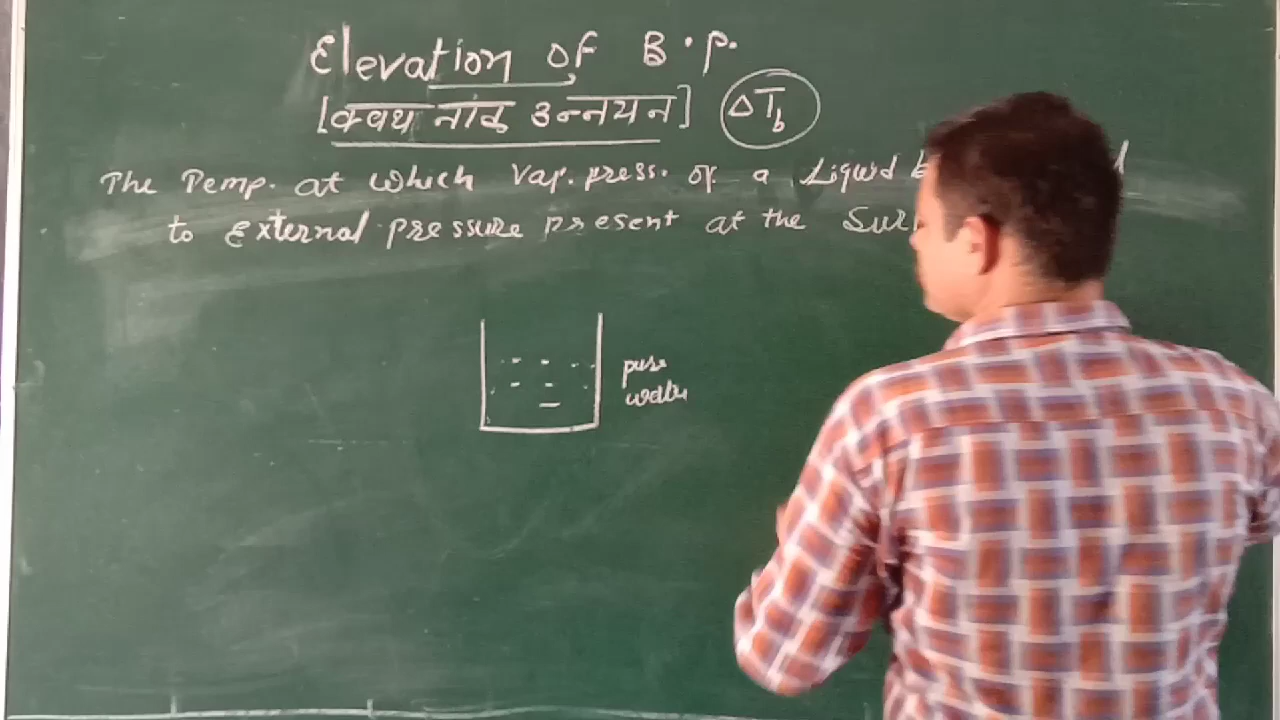 Elevation of B.P.
[क्वथनांक उन्नयन] ΔTb
The Temp. at which Vap. press. of a Liquid
to External pressure present at the
pure
water